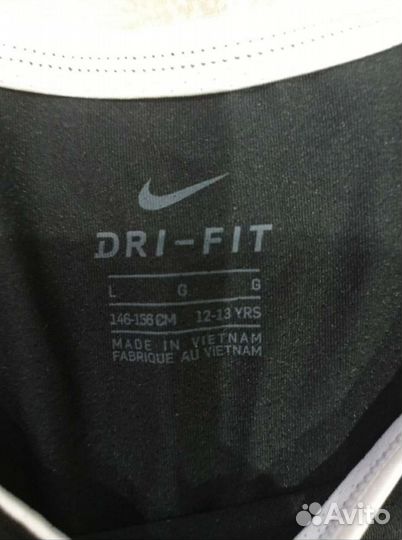 DRI-FIT
L G G
146-156 CM 12-13 YRS
MADE IN VIETNAM
FABRIQUE AU VIETNAM
Avito